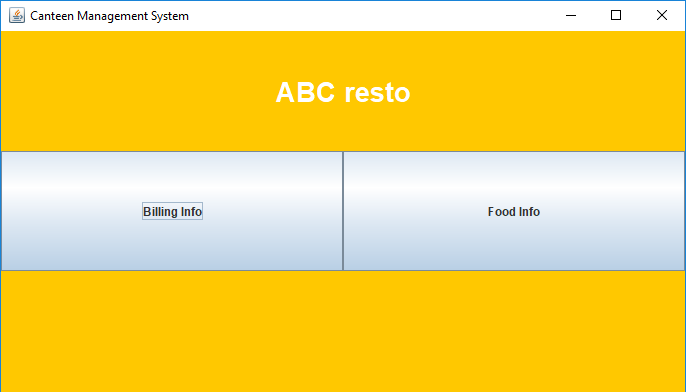 Canteen Management System
ABC resto
Billing Info
Food Info